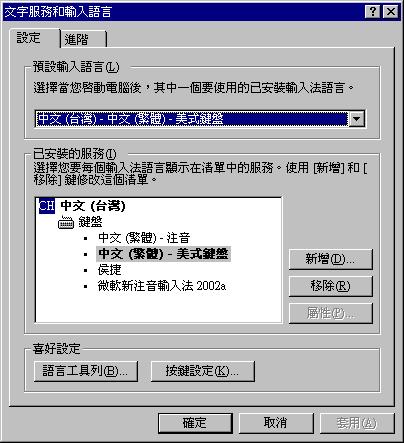 文字服務和輸入語言
設定
進階
預設輸入語言(L)
選擇當您啟動電腦後，其中一個要使用的已安裝輸入法語言。
中文 (台灣) - 中文 (繁體) - 美式鍵盤
已安裝的服務(I)
選擇您要每個輸入法語言顯示在清單中的服務。使用 [新增] 和 [
移除] 鍵修改這個清單。
CH 中文 (台灣)
鍵盤
• 中文 (繁體) - 注音
• 中文 (繁體) - 美式鍵盤
• 侯捷
• 微軟新注音輸入法 2002a
新增(D)...
移除(R)
屬性(P)...
喜好設定
語言工具列(B)...
按鍵設定(K)...
確定
取消
套用(A)